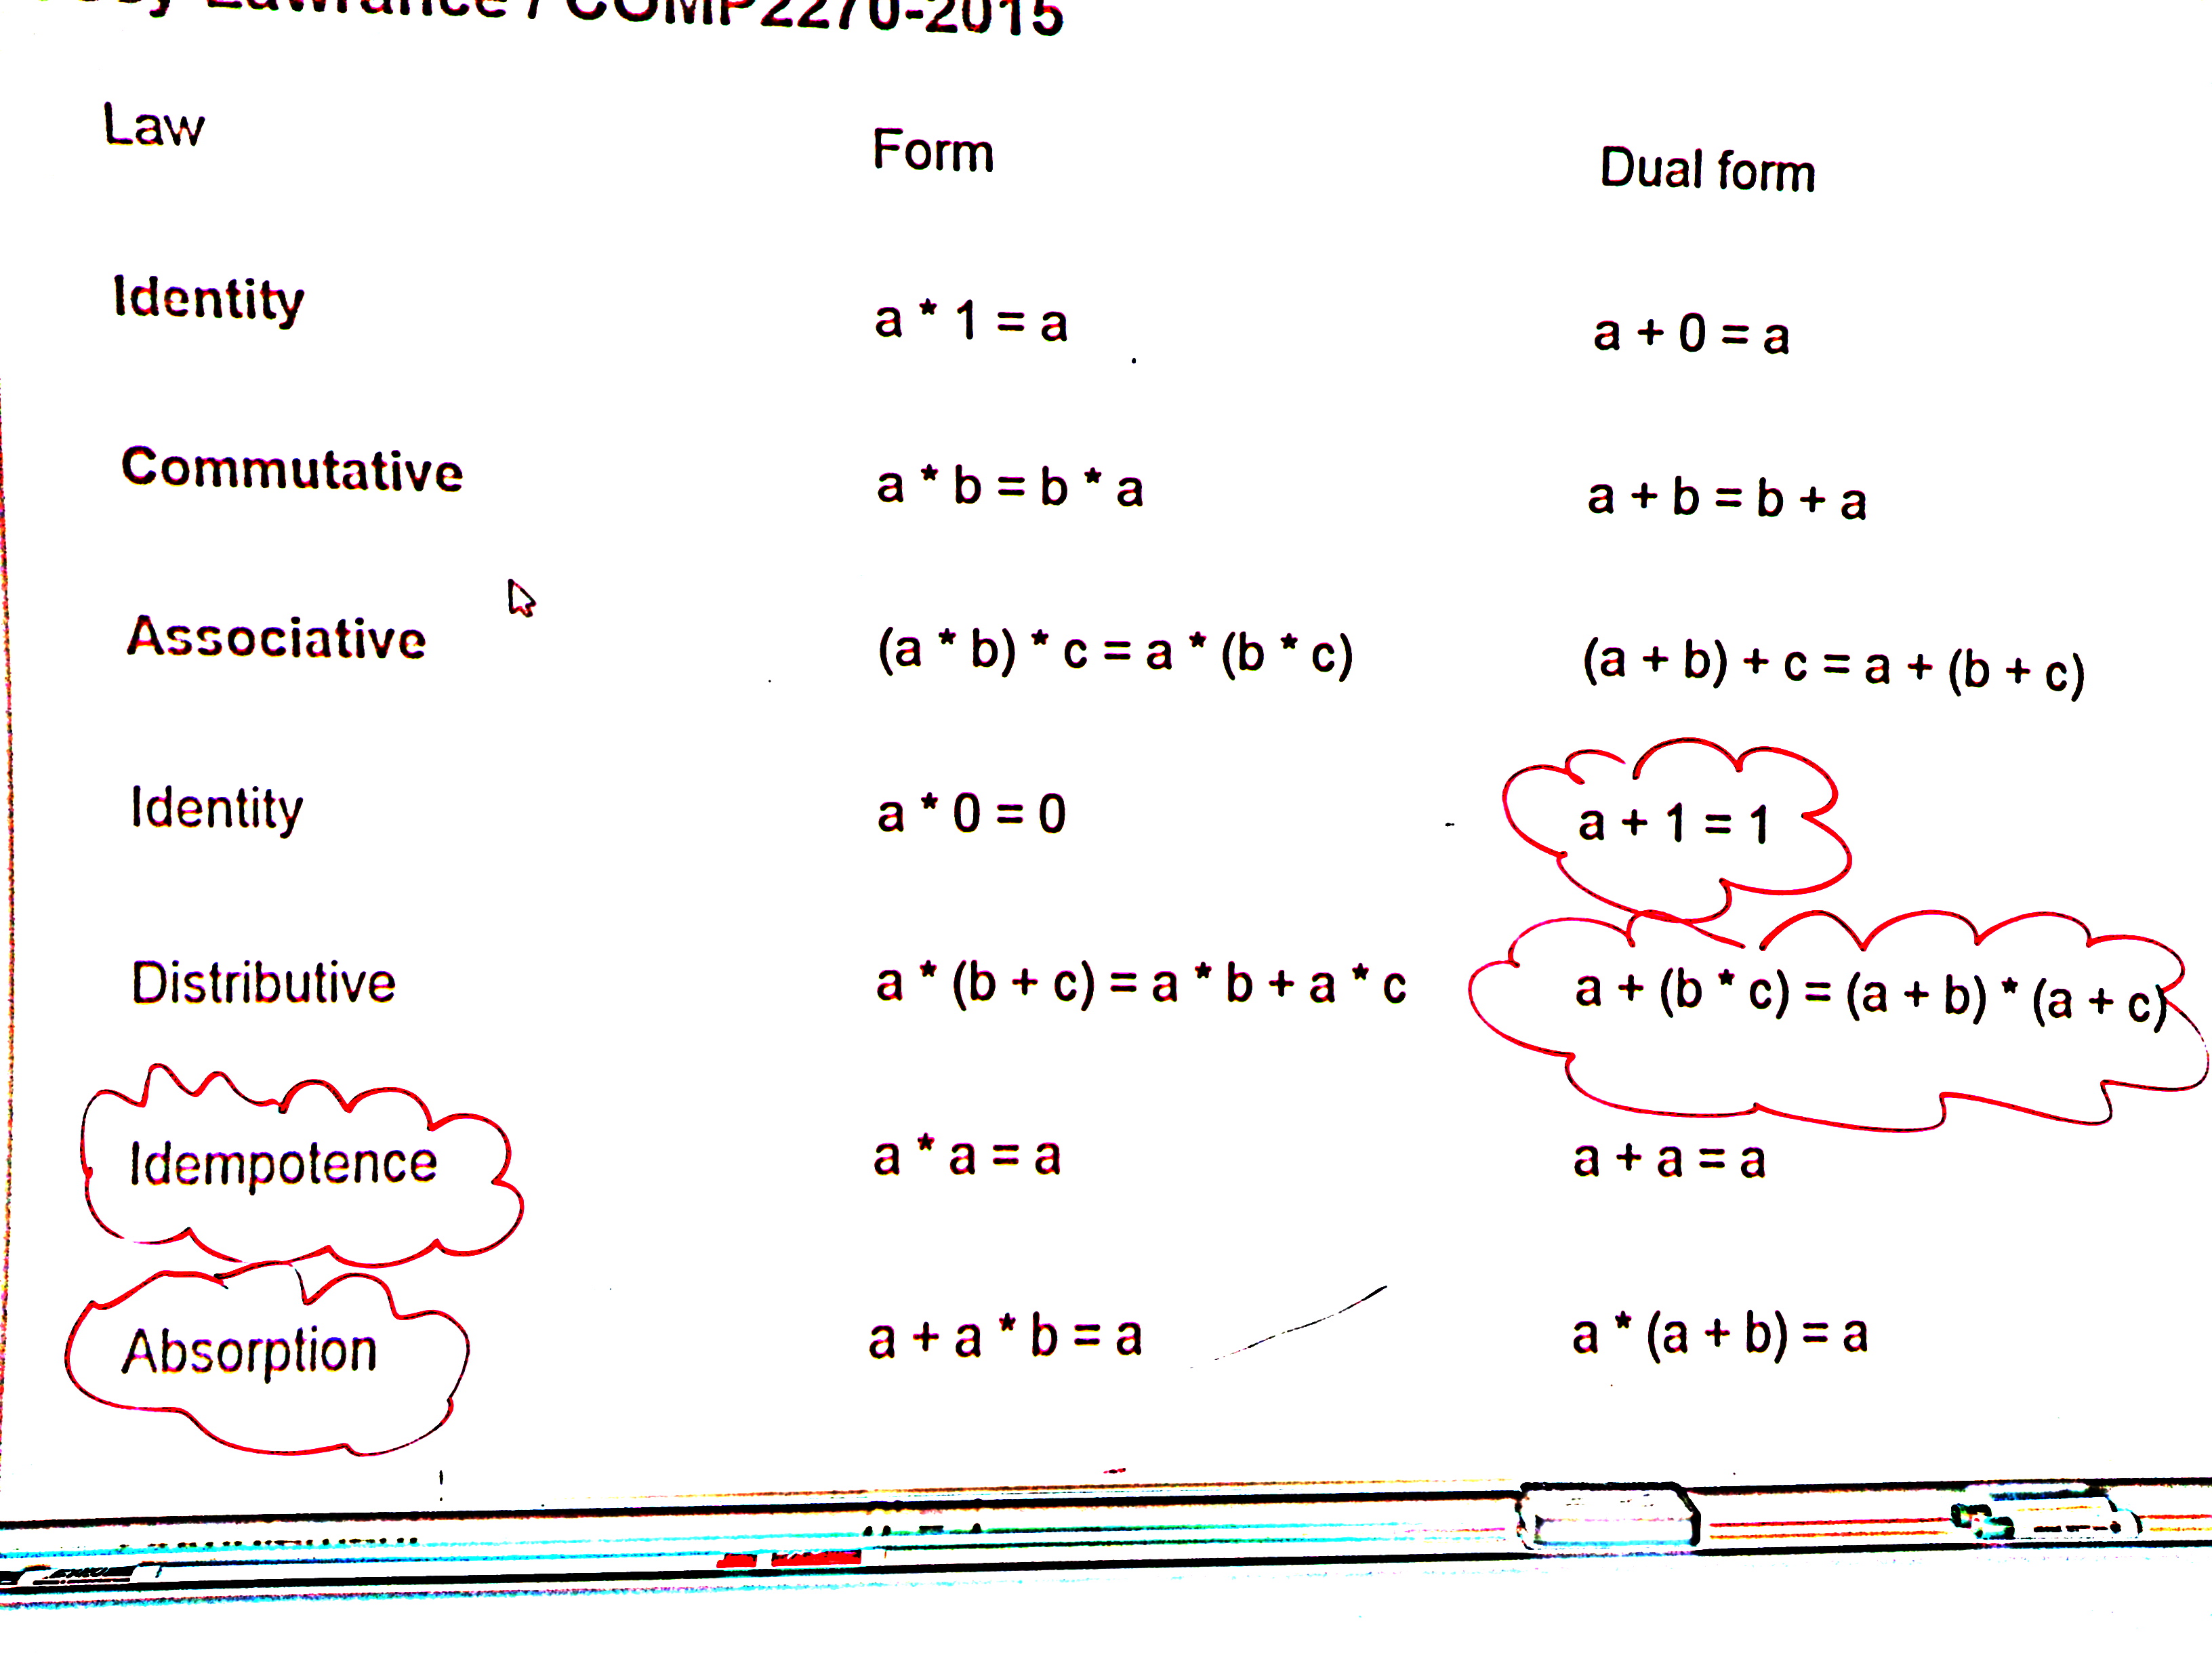 Lawrance / COMP2270-2015
Law Form Dual form
Identity a * 1 = a a + 0 = a
Commutative a * b = b * a a + b = b + a
Associative (a * b) * c = a * (b * c) (a + b) + c = a + (b + c)
Identity a * 0 = 0 a + 1 = 1
Distributive a * (b + c) = a * b + a * c a + (b * c) = (a + b) * (a + c)
Idempotence a * a = a a + a = a
Absorption a + a * b = a a * (a + b) = a